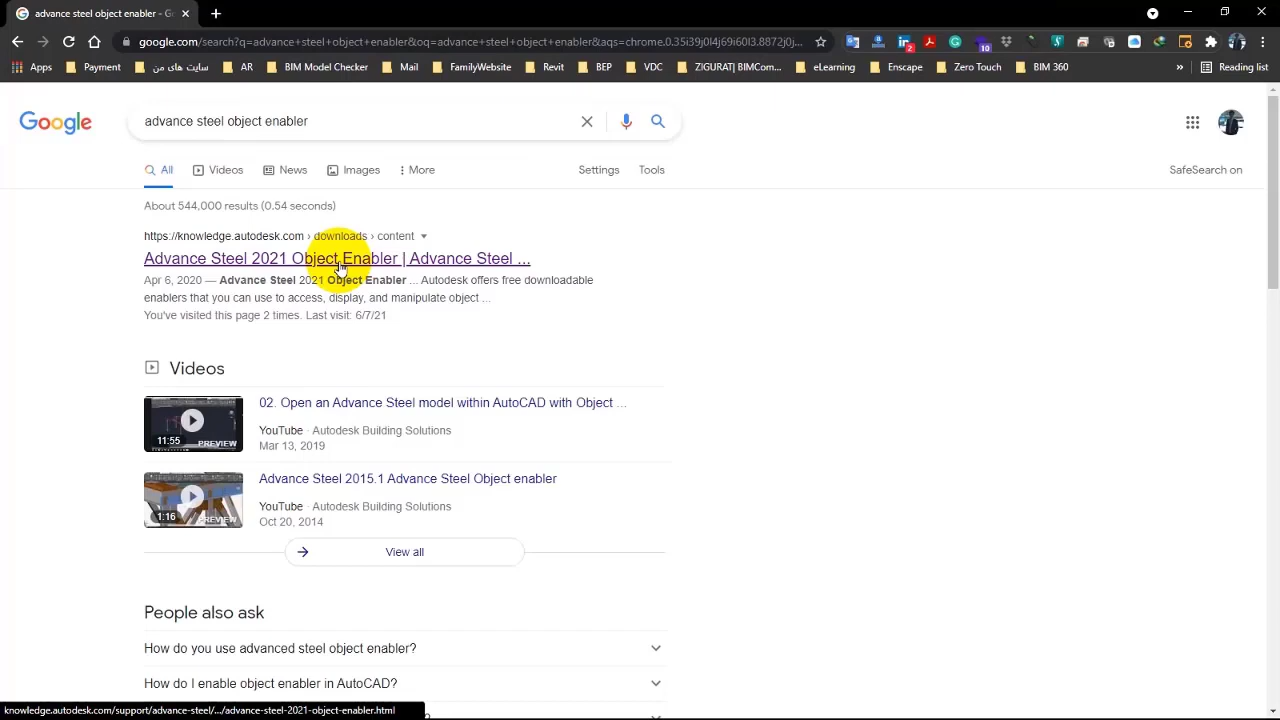 advance steel object enabler - G
google.com/search?q=advance+steel+object+enabler&oq=advance+steel+object+enabler&aqs=chrome.0.35i39j0l4j69i60l3.8872j0...
2
10
Apps Payment سایت های من AR BIM Model Checker Mail FamilyWebsite Revit BEP VDC ZIGURAT| BIMCom... eLearning Enscape Zero Touch BIM 360 » Reading list
Google
advance steel object enabler
All Videos News Images More Settings Tools SafeSearch on
About 544,000 results (0.54 seconds)
https://knowledge.autodesk.com › downloads › content
Advance Steel 2021 Object Enabler | Advance Steel ...
Apr 6, 2020 — Advance Steel 2021 Object Enabler ... Autodesk offers free downloadable
enablers that you can use to access, display, and manipulate object ...
You've visited this page 2 times. Last visit: 6/7/21
Videos
02. Open an Advance Steel model within AutoCAD with Object ...
YouTube · Autodesk Building Solutions
Mar 13, 2019
11:55
PREVIEW
Advance Steel 2015.1 Advance Steel Object enabler
YouTube · Autodesk Building Solutions
Oct 20, 2014
1:16
PREVIEW
View all
People also ask
How do you use advanced steel object enabler?
How do I enable object enabler in AutoCAD?
knowledge.autodesk.com/support/advance-steel/.../advance-steel-2021-object-enabler.html